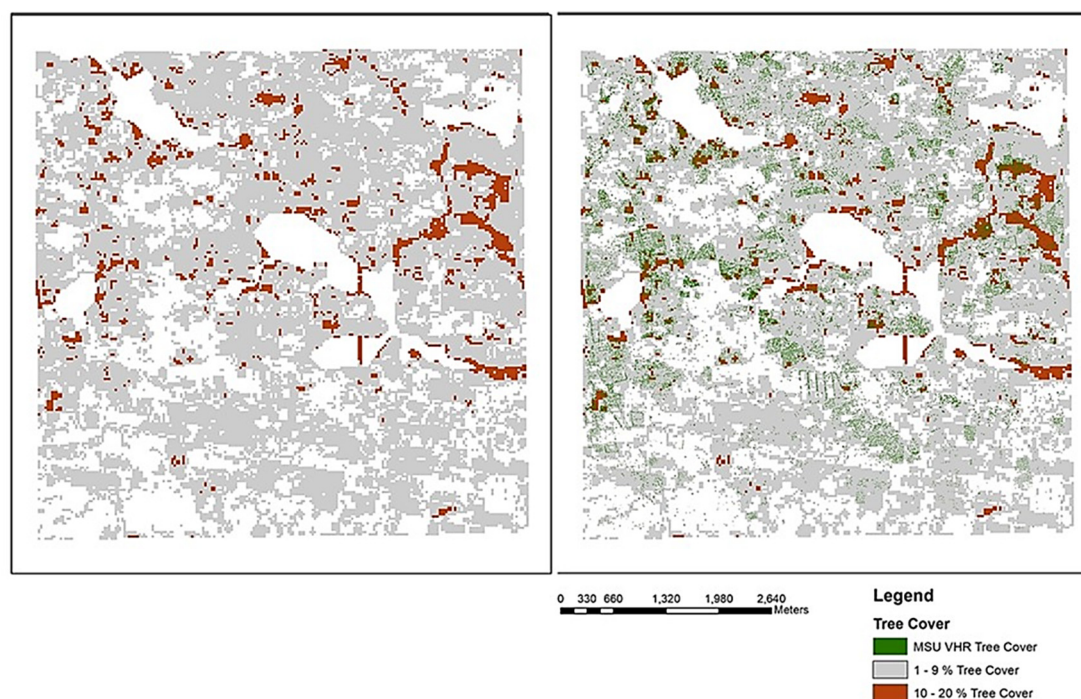 0 330 660 1,320 1,980 2,640
Meters
Legend
Tree Cover
MSU VHR Tree Cover
1 - 9 % Tree Cover
10 - 20 % Tree Cover